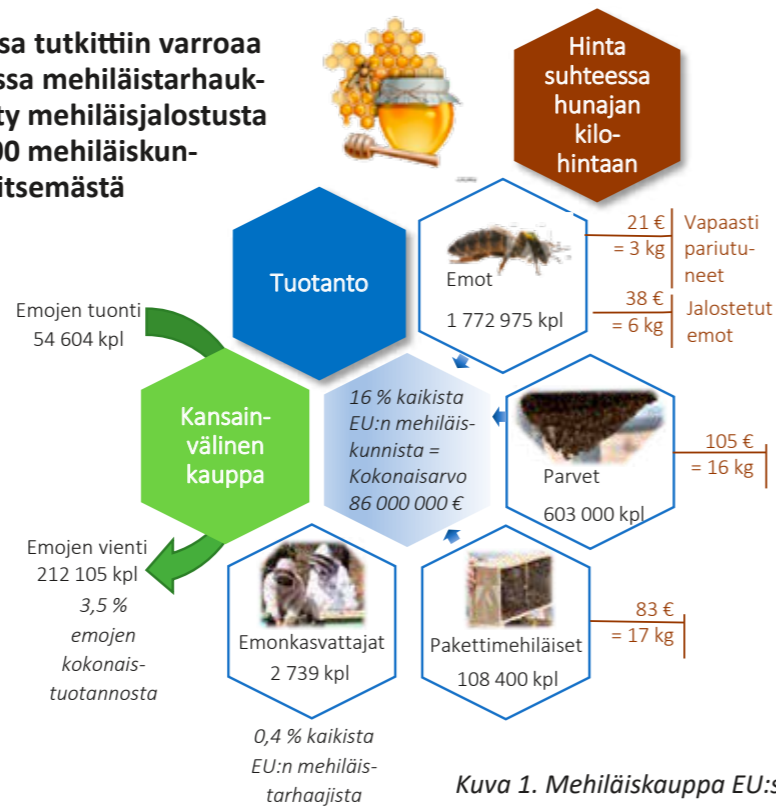 sa tutkittiin varroaa
ssa mehiläistarhauk-
ty mehiläisjalostusta
00 mehiläiskun-
itsemästä
Hinta
suhteessa
hunajan
kilo-
hintaan
Tuotanto
Emot
1 772 975 kpl
21 €
= 3 kg
Vapaasti
pariutu-
neet
38 €
= 6 kg
Jalostetut
emot
Emojen tuonti
54 604 kpl
Kansain-
välinen
kauppa
16 % kaikista
EU:n mehiläis-
kunnista =
Kokonaisarvo
86 000 000 €
Parvet
603 000 kpl
105 €
= 16 kg
Emojen vienti
212 105 kpl
3,5 %
emojen
kokonais-
tuotannosta
Emonkasvattajat
2 739 kpl
Pakettimehiläiset
108 400 kpl
83 €
= 17 kg
0,4 % kaikista
EU:n mehiläis-
tarhaajista
Kuva 1. Mehiläiskauppa EU:s